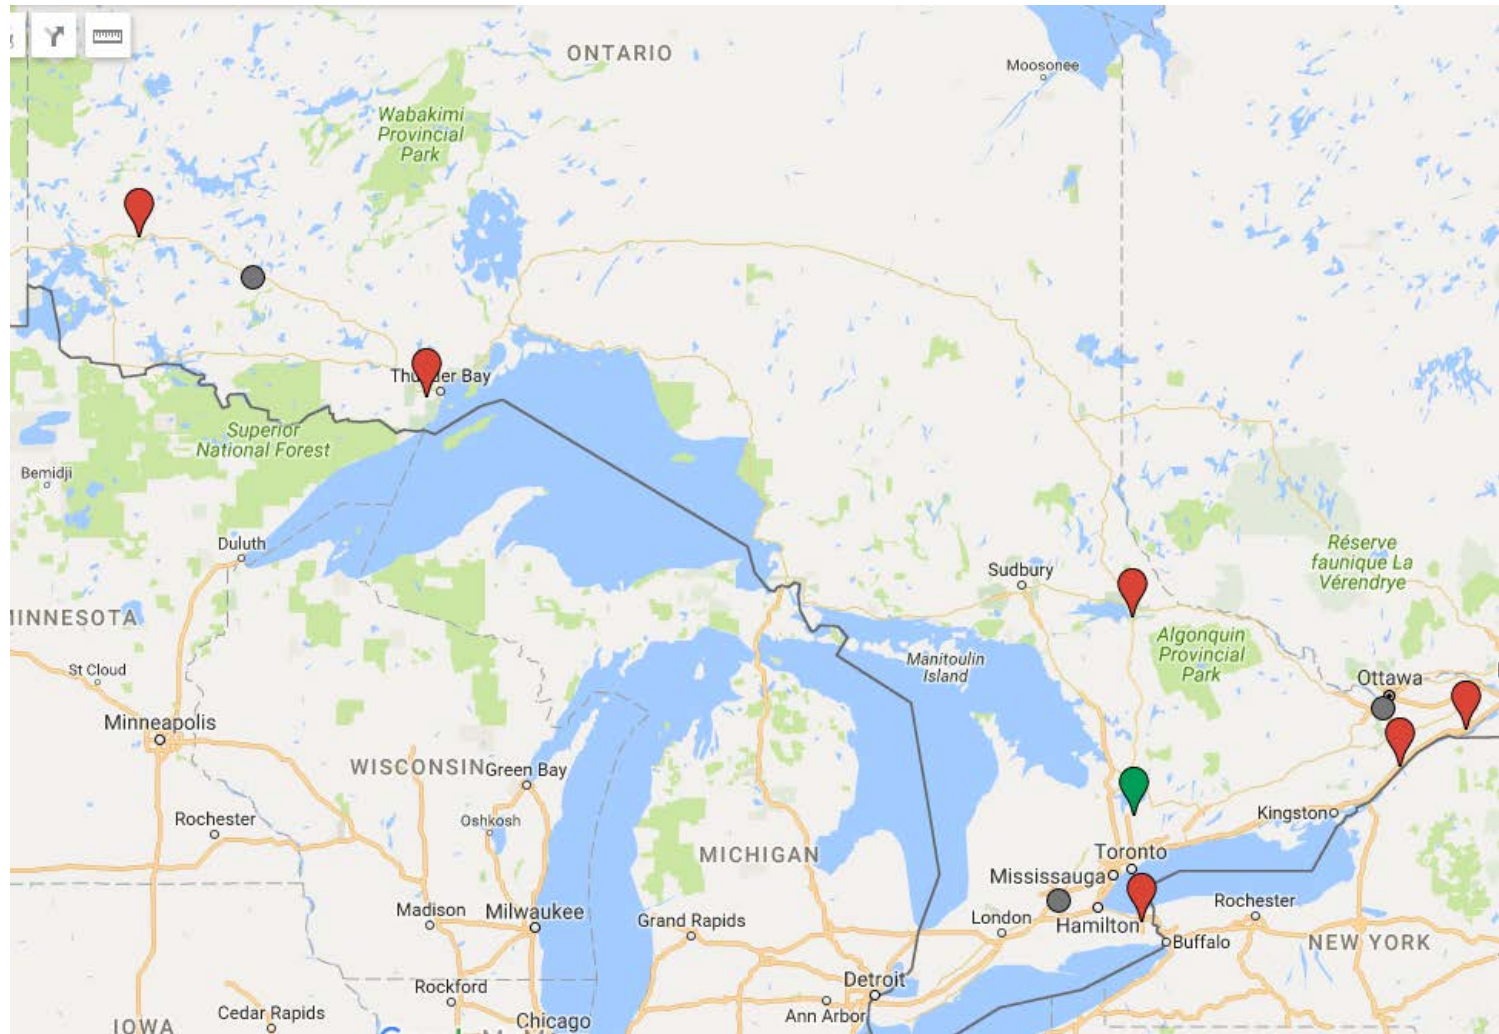 ONTARIO
Moosonee
Wabakimi
Provincial
Park
Thunder Bay
Superior
National Forest
Bemidji
Duluth
Réserve
faunique La
Vérendrye
Sudbury
MINNESOTA
Algonquin
Provincial
Park
Manitoulin
Island
St Cloud
Ottawa
Minneapolis
WISCONSIN
Green Bay
Rochester
Oshkosh
Kingston
MICHIGAN
Toronto
Mississauga
Madison
Milwaukee
Grand Rapids
London
Hamilton
Rochester
Buffalo
NEW YORK
Detroit
Rockford
Ann Arbor
Cedar Rapids
Chicago
IOWA